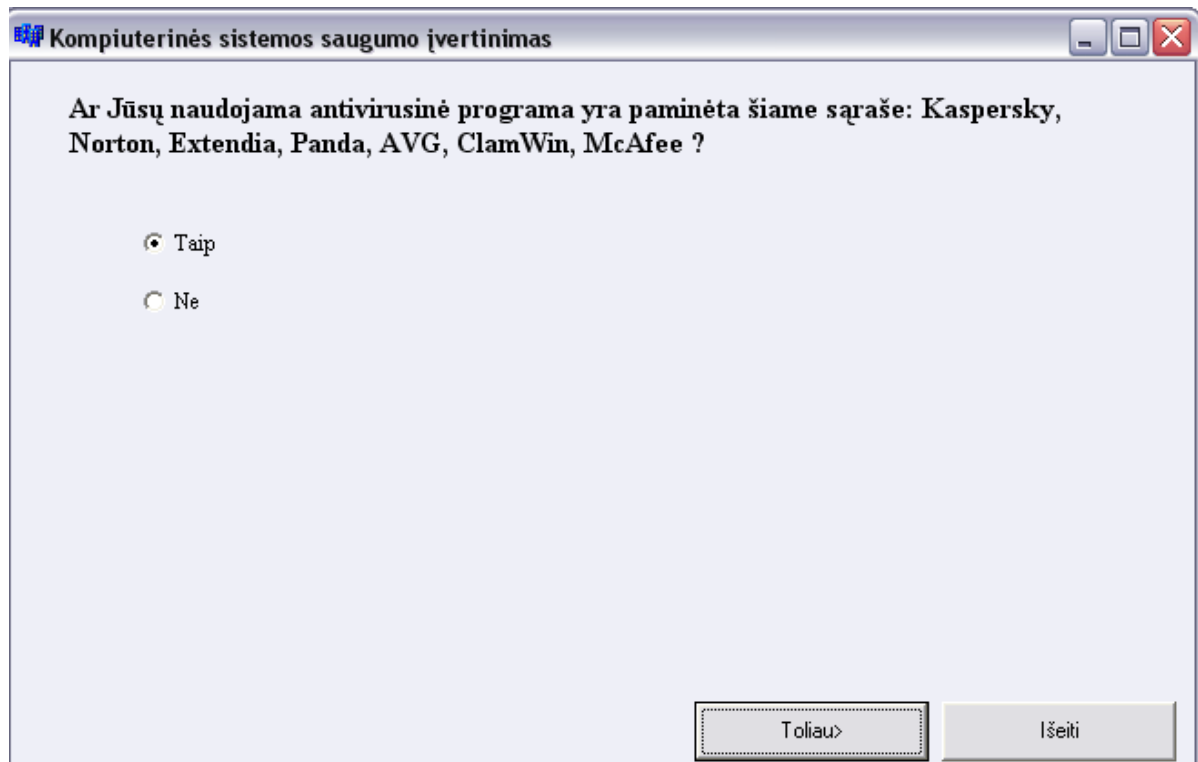 Kompiuterinės sistemos saugumo įvertinimas
Ar Jūsų naudojama antivirusinė programa yra paminėta šiame sąraše: Kaspersky,
Norton, Extendia, Panda, AVG, ClamWin, McAfee ?
Taip
Ne
Toliau>
Išeiti